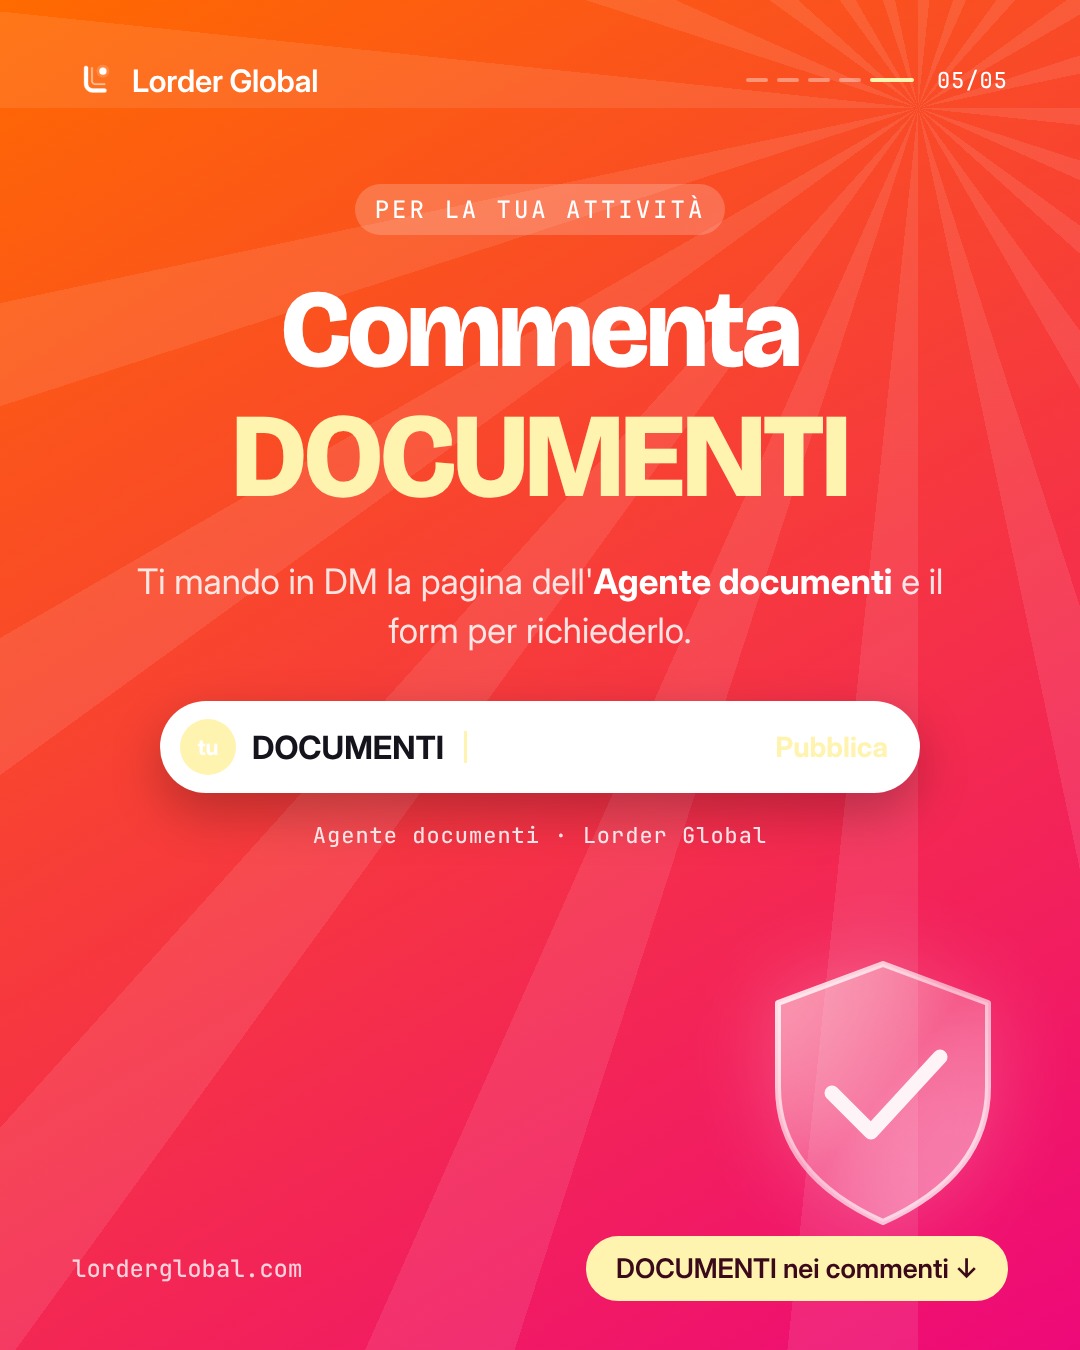 Lorder Global
05/05
PER LA TUA ATTIVITÀ
Commenta
DOCUMENTI
Ti mando in DM la pagina dell'Agente documenti e il
form per richiederlo.
tu DOCUMENTI Pubblica
Agente documenti · Lorder Global
lorderglobal.com
DOCUMENTI nei commenti ↓